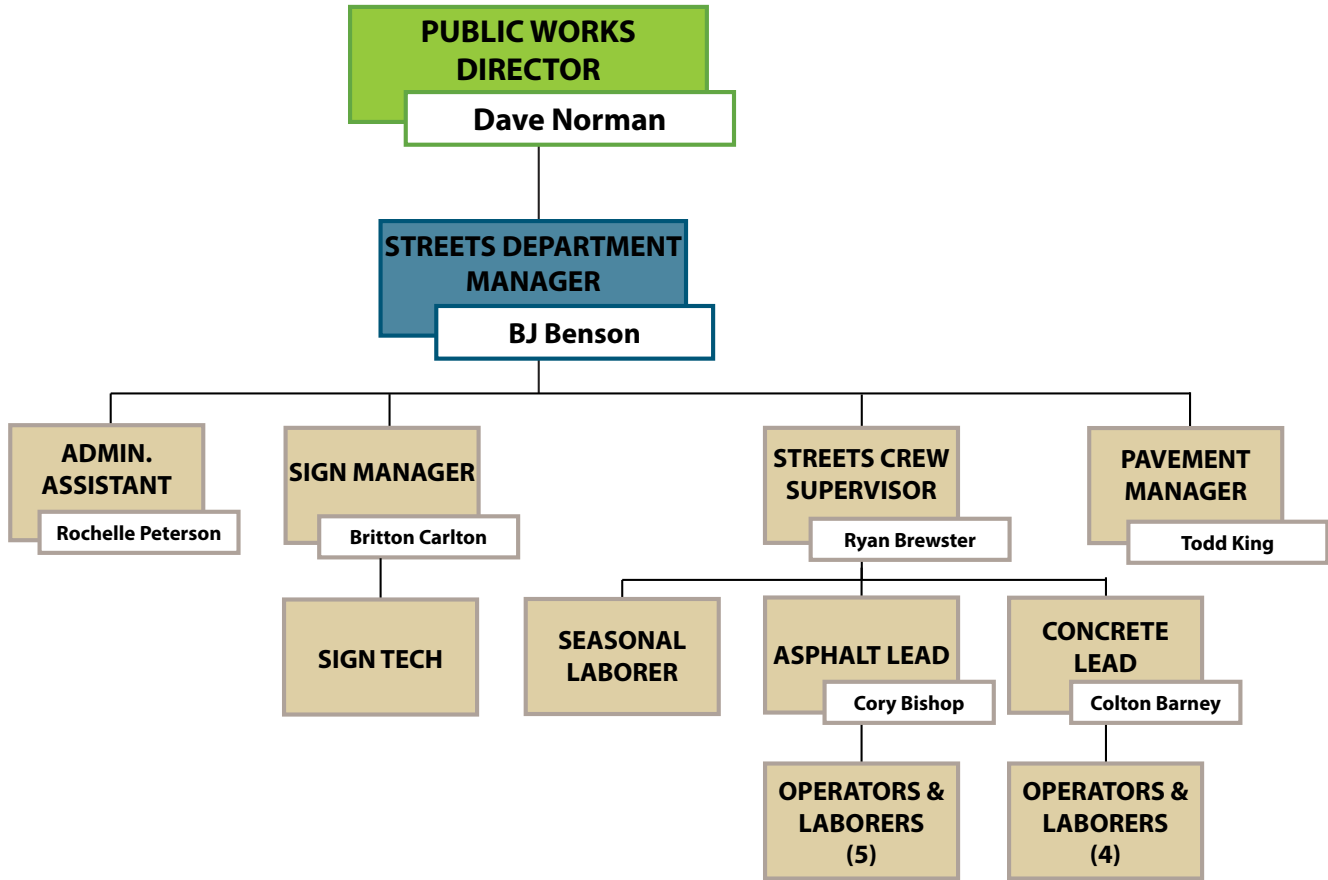 PUBLIC WORKS
DIRECTOR
Dave Norman
STREETS DEPARTMENT
MANAGER
BJ Benson
ADMIN.
ASSISTANT
Rochelle Peterson
SIGN MANAGER
Britton Carlton
STREETS CREW
SUPERVISOR
Ryan Brewster
PAVEMENT
MANAGER
Todd King
SIGN TECH
SEASONAL
LABORER
ASPHALT LEAD
Cory Bishop
CONCRETE
LEAD
Colton Barney
OPERATORS &
LABORERS
(5)
OPERATORS &
LABORERS
(4)